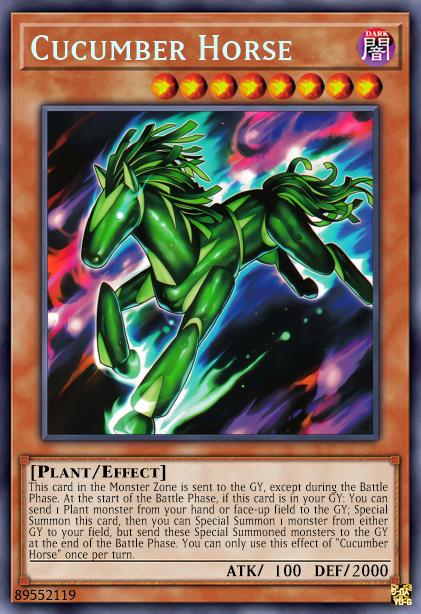 Cucumber Horse
DARK
闇
[Plant/Effect]
This card in the Monster Zone is sent to the GY, except during the Battle
Phase. At the start of the Battle Phase, if this card is in your GY: You can
send 1 Plant monster from your hand or face-up field to the GY; Special
Summon this card, then you can Special Summon 1 monster from either
GY to your field, but send these Special Summoned monsters to the GY
at the end of the Battle Phase. You can only use this effect of "Cucumber
Horse" once per turn.
ATK/ 100 DEF/2000
89552119